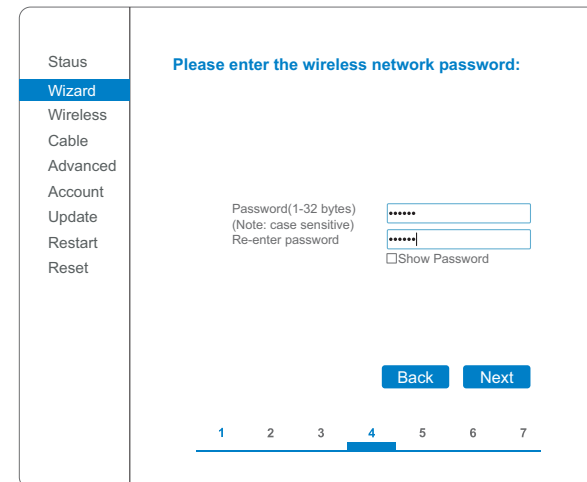 Staus
Wizard
Wireless
Cable
Advanced
Account
Update
Restart
Reset
Please enter the wireless network password:
Password(1-32 bytes)
••••••
(Note: case sensitive)
Re-enter password
••••••
Show Password
Back
Next
1 2 3 4 5 6 7